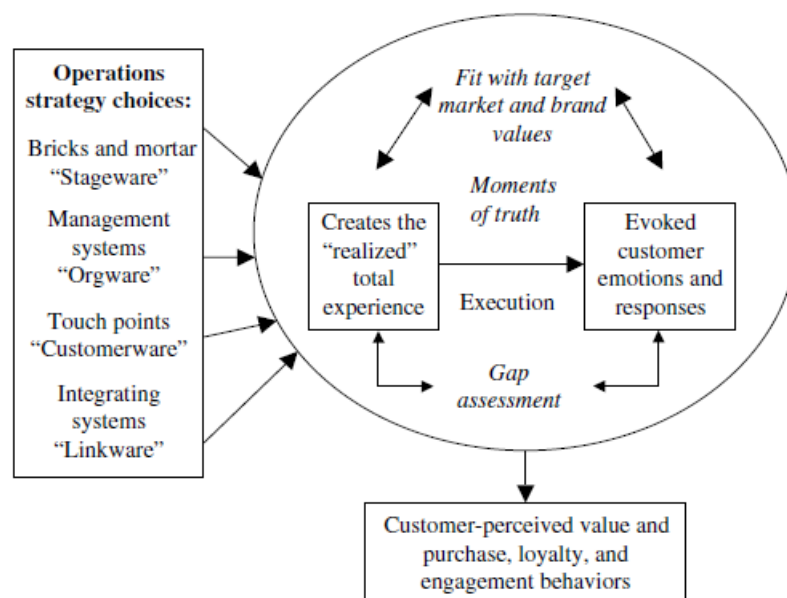 Operations
strategy choices:
Bricks and mortar
“Stageware”
Management
systems
“Orgware”
Touch points
“Customerware”
Integrating
systems
“Linkware”
Fit with target
market and brand
values
Moments
of truth
Creates the
“realized”
total
experience
Execution
Evoked
customer
emotions and
responses
Gap
assessment
Customer-perceived value and
purchase, loyalty, and
engagement behaviors